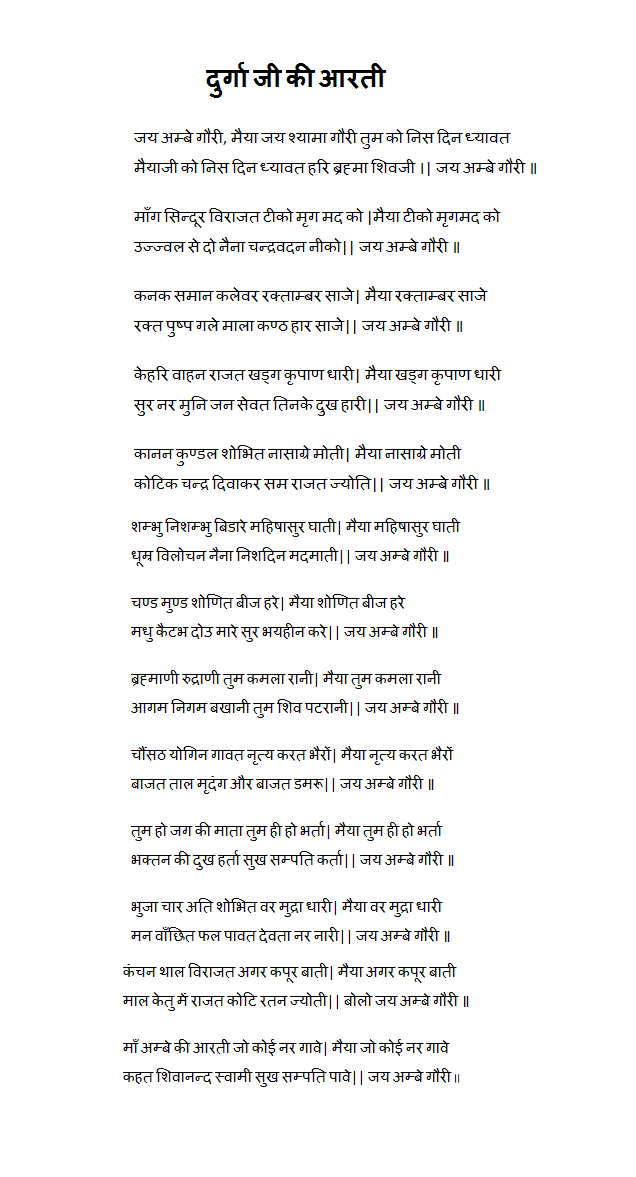 दुर्गा जी की आरती
जय अम्बे गौरी, मैया जय श्यामा गौरी तुम को निस दिन ध्यावत
मैयाजी को निस दिन ध्यावत हरि ब्रह्मा शिवजी ।| जय अम्बे गौरी ॥
माँग सिन्दूर विराजत टीको मृग मद को |मैया टीको मृगमद को
उज्ज्वल से दो नैना चन्द्रवदन नीको|| जय अम्बे गौरी ॥
कनक समान कलेवर रक्ताम्बर साजे| मैया रक्ताम्बर साजे
रक्त पुष्प गले माला कण्ठ हार साजे|| जय अम्बे गौरी ॥
केहरि वाहन राजत खड्ग कृपाण धारी| मैया खड्ग कृपाण धारी
सुर नर मुनि जन सेवत तिनके दुख हारी|| जय अम्बे गौरी ॥
कानन कुण्डल शोभित नासाग्रे मोती| मैया नासाग्रे मोती
कोटिक चन्द्र दिवाकर सम राजत ज्योति|| जय अम्बे गौरी ॥
शम्भु निशम्भु बिडारे महिषासुर घाती| मैया महिषासुर घाती
धूम्र विलोचन नैना निशदिन मदमाती|| जय अम्बे गौरी ॥
चण्ड मुण्ड शोणित बीज हरे| मैया शोणित बीज हरे
मधु कैटभ दोउ मारे सुर भयहीन करे|| जय अम्बे गौरी ॥
ब्रह्माणी रुद्राणी तुम कमला रानी| मैया तुम कमला रानी
आगम निगम बखानी तुम शिव पटरानी|| जय अम्बे गौरी ॥
चौंसठ योगिन गावत नृत्य करत भैरों| मैया नृत्य करत भैरों
बाजत ताल मृदंग और बाजत डमरू|| जय अम्बे गौरी ॥
तुम हो जग की माता तुम ही हो भर्ता| मैया तुम ही हो भर्ता
भक्तन की दुख हर्ता सुख सम्पति कर्ता|| जय अम्बे गौरी ॥
भुजा चार अति शोभित वर मुद्रा धारी| मैया वर मुद्रा धारी
मन वाँछित फल पावत देवता नर नारी|| जय अम्बे गौरी ॥
कंचन थाल विराजत अगर कपूर बाती| मैया अगर कपूर बाती
माल केतु में राजत कोटि रतन ज्योती|| बोलो जय अम्बे गौरी ॥
माँ अम्बे की आरती जो कोई नर गावे| मैया जो कोई नर गावे
कहत शिवानन्द स्वामी सुख सम्पति पावे|| जय अम्बे गौरी॥